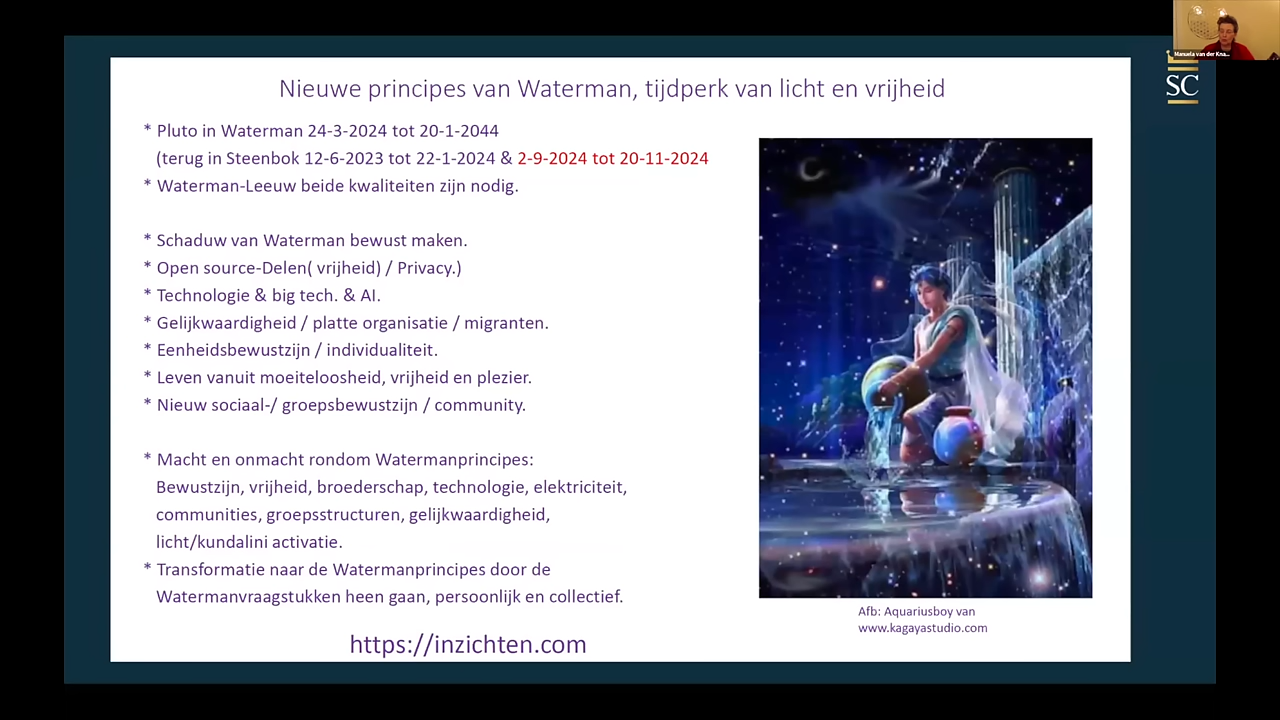 Nieuwe principes van Waterman, tijdperk van licht en vrijheid
* Pluto in Waterman 24-3-2024 tot 20-1-2044
(terug in Steenbok 12-6-2023 tot 22-1-2024 & 2-9-2024 tot 20-11-2024
* Waterman-Leeuw beide kwaliteiten zijn nodig.
* Schaduw van Waterman bewust maken.
* Open source-Delen( vrijheid) / Privacy.)
* Technologie & big tech. & AI.
* Gelijkwaardigheid / platte organisatie / migranten.
* Eenheidsbewustzijn / individualiteit.
* Leven vanuit moeiteloosheid, vrijheid en plezier.
* Nieuw sociaal-/ groepsbewustzijn / community.
* Macht en onmacht rondom Watermanprincipes:
Bewustzijn, vrijheid, broederschap, technologie, elektriciteit,
communities, groepsstructuren, gelijkwaardigheid,
licht/kundalini activatie.
* Transformatie naar de Watermanprincipes door de
Watermanvraagstukken heen gaan, persoonlijk en collectief.
https://inzichten.com
Afb: Aquariusboy van
www.kagayastudio.com
Manuela van der Kna...
SC